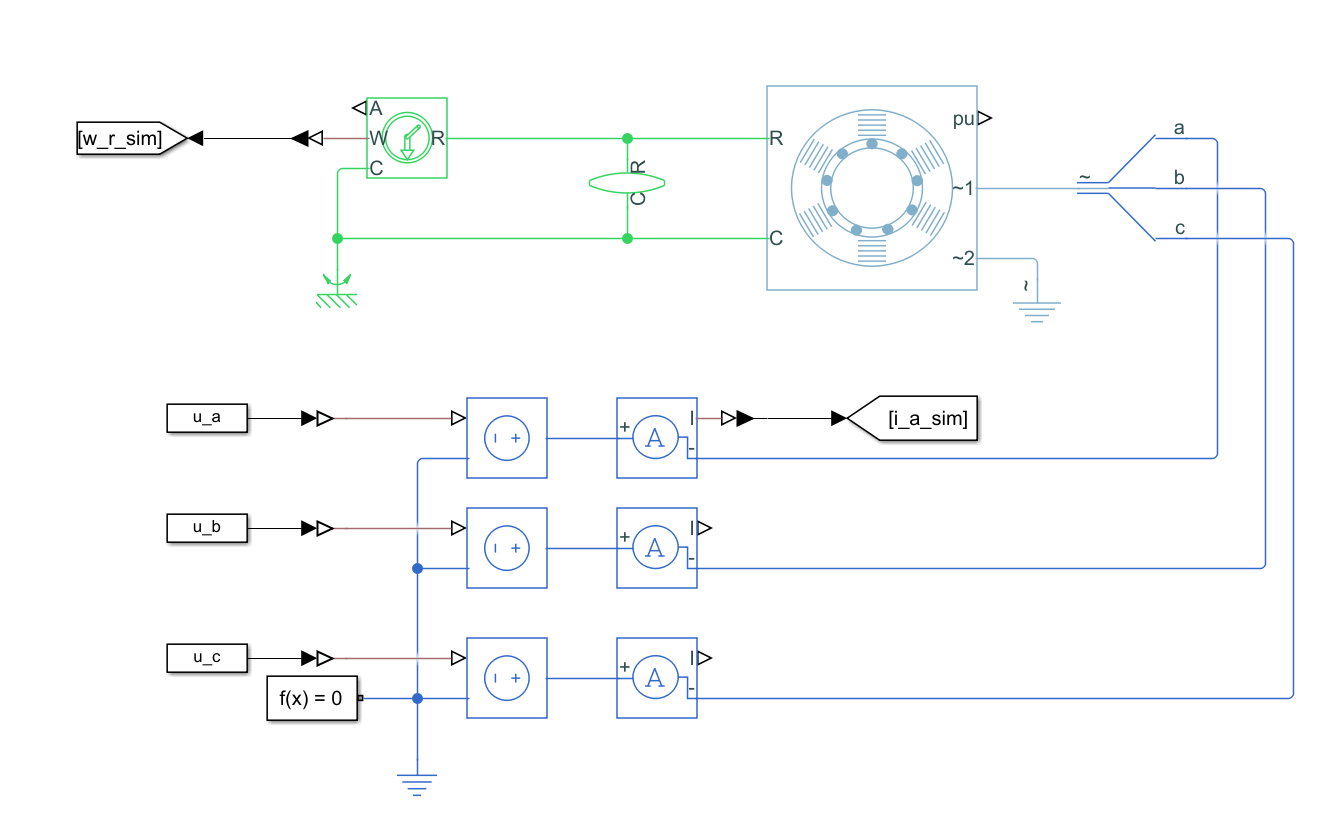 A
[w_r_sim]
W
R
C
R
C
R
C
pu
~1
~2
~
~
a
b
c
u_a
- +
+
A
I
-
[i_a_sim]
u_b
- +
+
A
I
-
u_c
- +
+
A
I
-
f(x) = 0